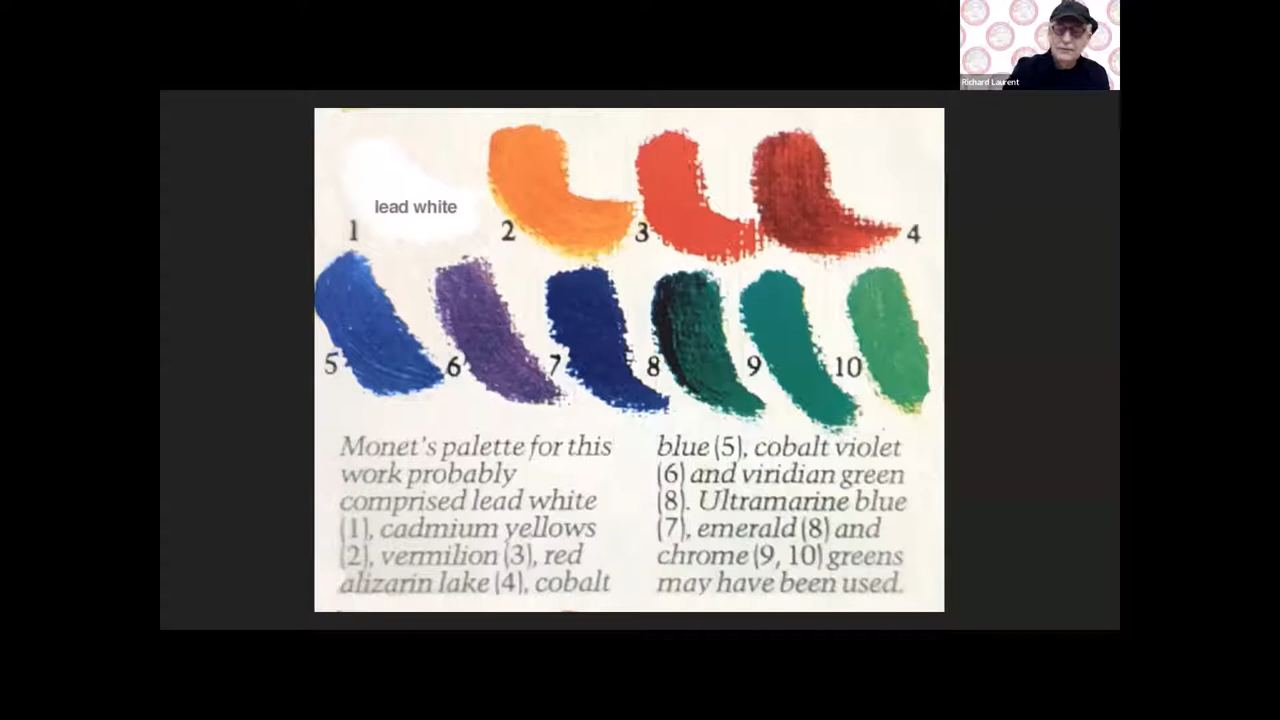 Richard Laurent
lead white
1
2
3
4
5
6
7
8
9
10
Monet's palette for this
work probably
comprised lead white
(1), cadmium yellows
(2), vermilion (3), red
alizarin lake (4), cobalt
blue (5), cobalt violet
(6) and viridian green
(8). Ultramarine blue
(7), emerald (8) and
chrome (9, 10) greens
may have been used.